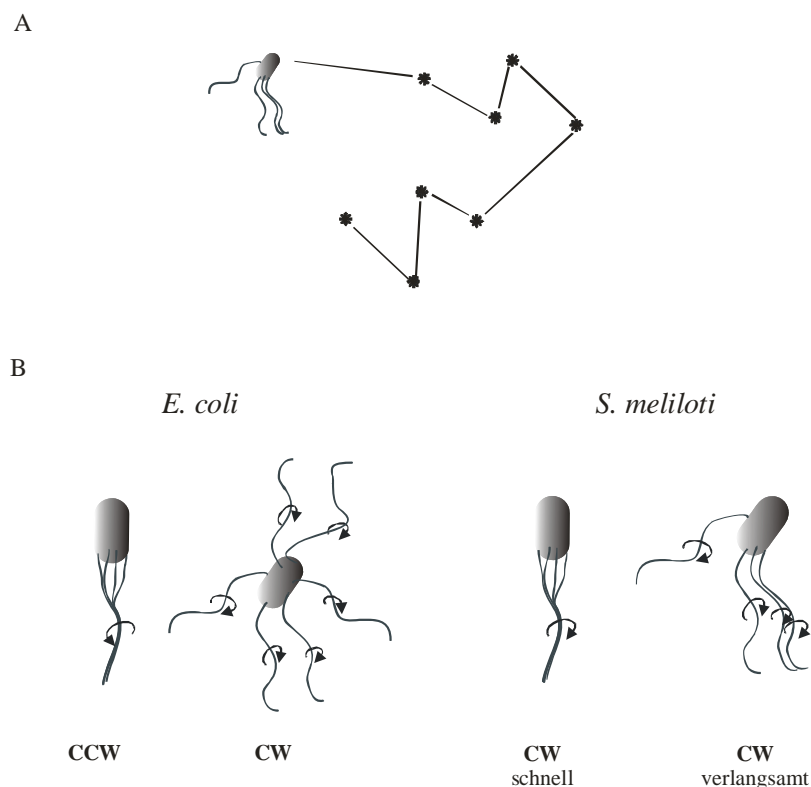 A
B
E. coli
S. meliloti
CCW
CW
CW
schnell
CW
verlangsamt